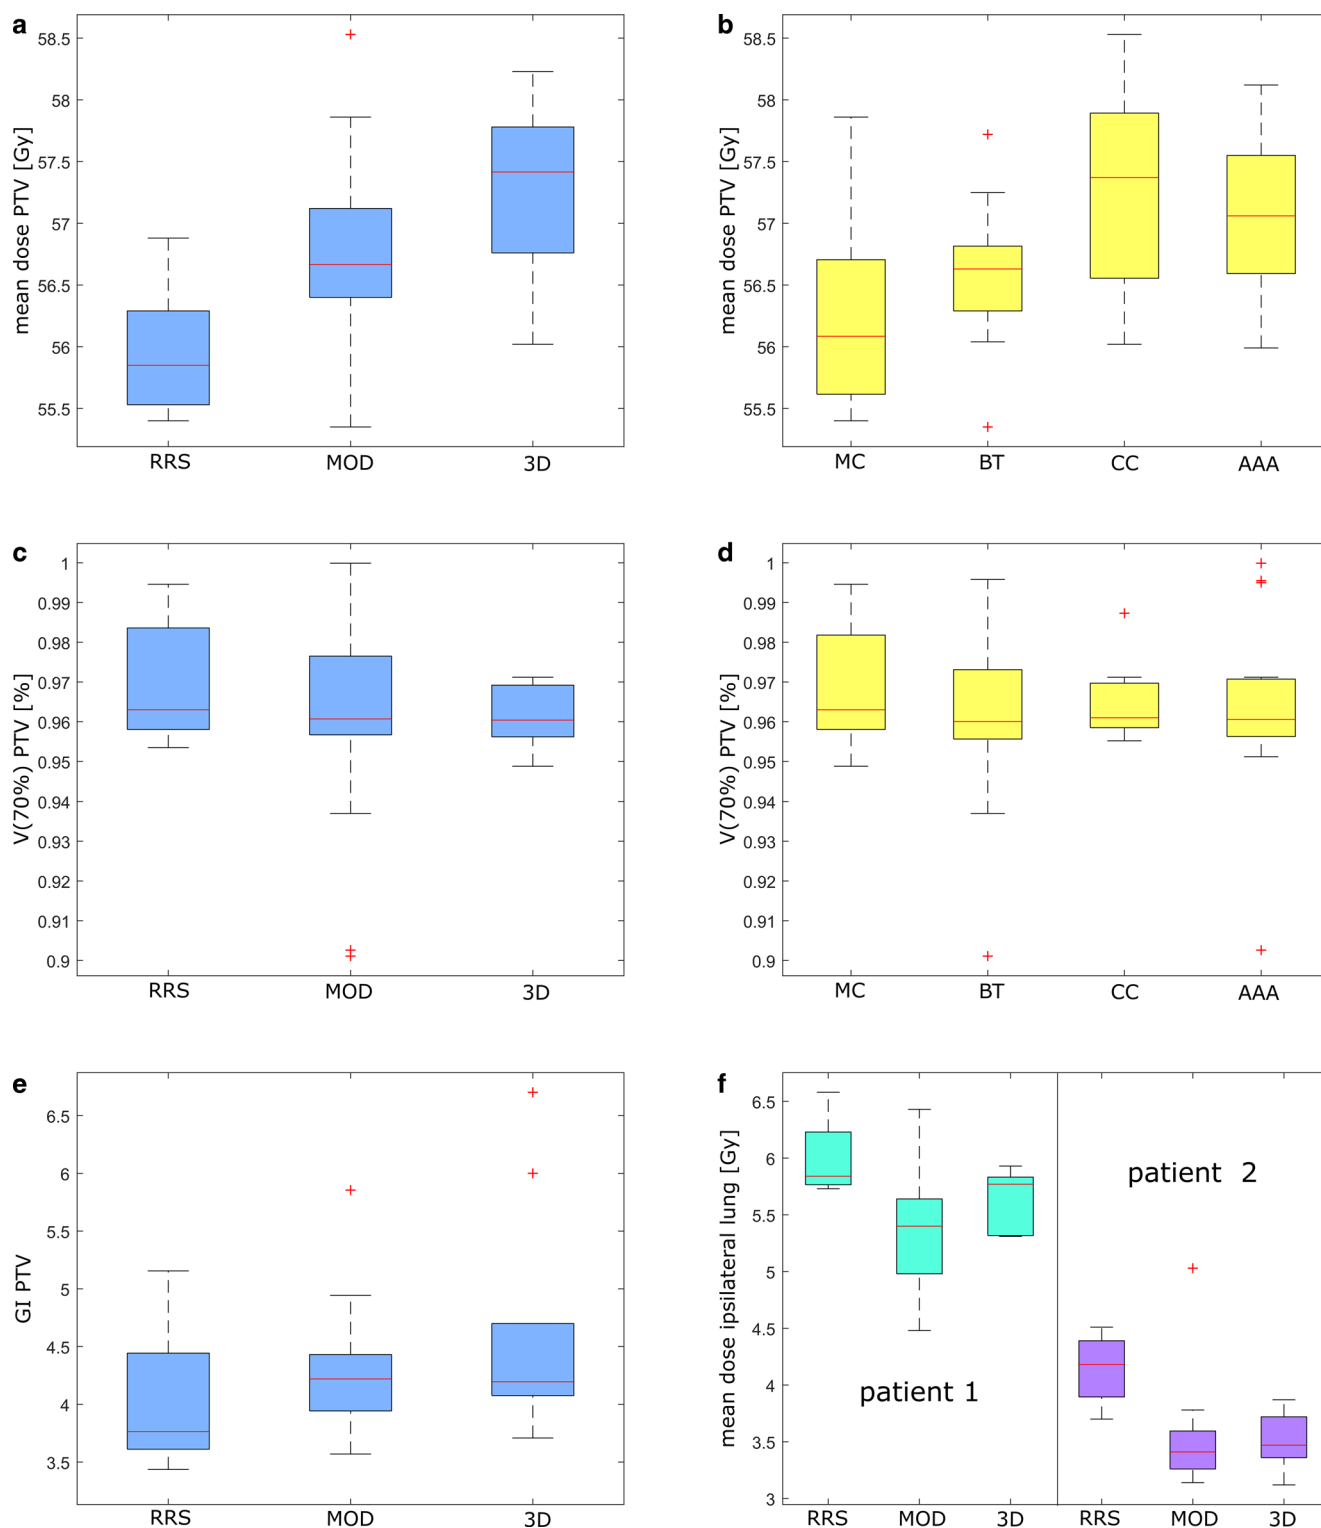 a
mean dose PTV [Gy]
58.5
58
57.5
57
56.5
56
55.5
RRS MOD 3D
b
mean dose PTV [Gy]
58.5
58
57.5
57
56.5
56
55.5
MC BT CC AAA
c
V(70%) PTV [%]
1
0.99
0.98
0.97
0.96
0.95
0.94
0.93
0.92
0.91
0.9
RRS MOD 3D
d
V(70%) PTV [%]
1
0.99
0.98
0.97
0.96
0.95
0.94
0.93
0.92
0.91
0.9
MC BT CC AAA
e
GI PTV
6.5
6
5.5
5
4.5
4
3.5
RRS MOD 3D
f
mean dose ipsilateral lung [Gy]
6.5
6
5.5
5
4.5
4
3.5
3
patient 2
patient 1
RRS MOD 3D RRS MOD 3D